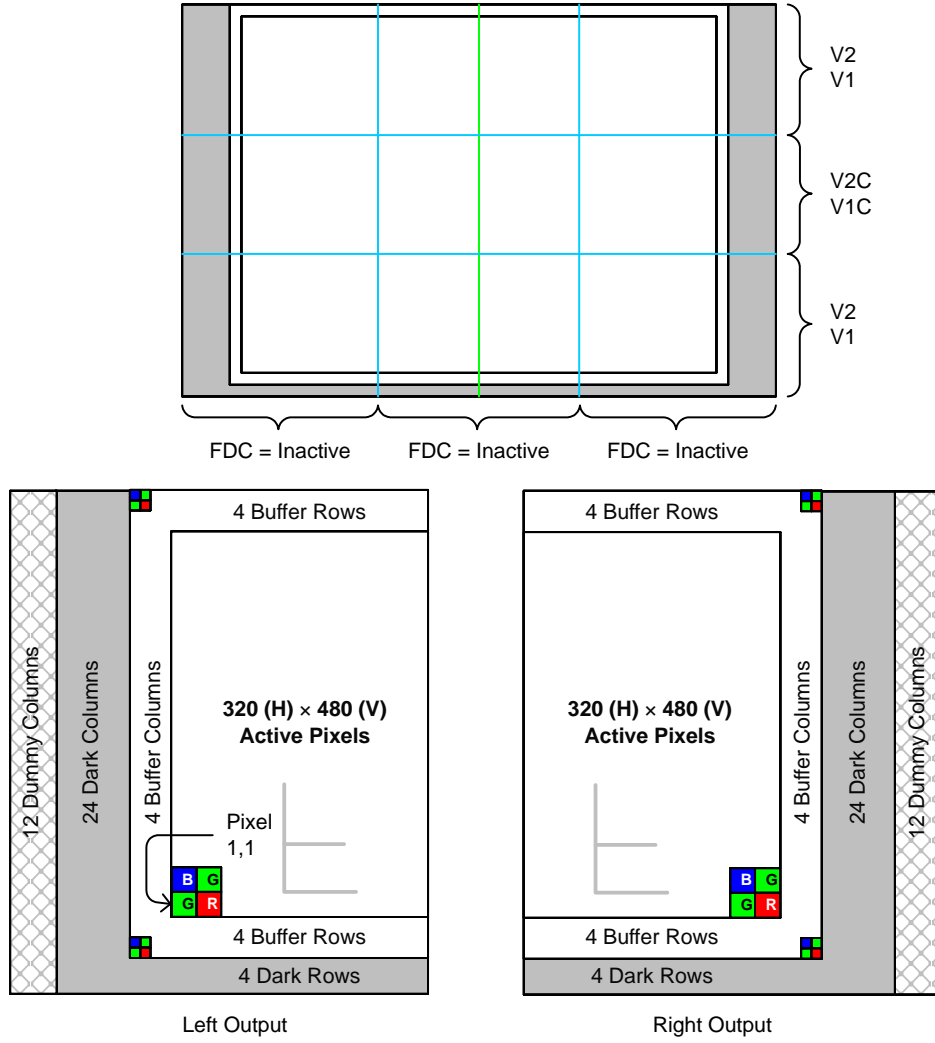 V2
V1
V2C
V1C
V2
V1
FDC = Inactive
FDC = Inactive
FDC = Inactive
12 Dummy Columns
24 Dark Columns
4 Buffer Columns
4 Buffer Rows
320 (H) × 480 (V)
Active Pixels
Pixel
1,1
B G
G R
4 Buffer Rows
4 Dark Rows
Left Output
4 Buffer Rows
320 (H) × 480 (V)
Active Pixels
B G
G R
4 Buffer Rows
4 Dark Rows
4 Buffer Columns
24 Dark Columns
12 Dummy Columns
Right Output